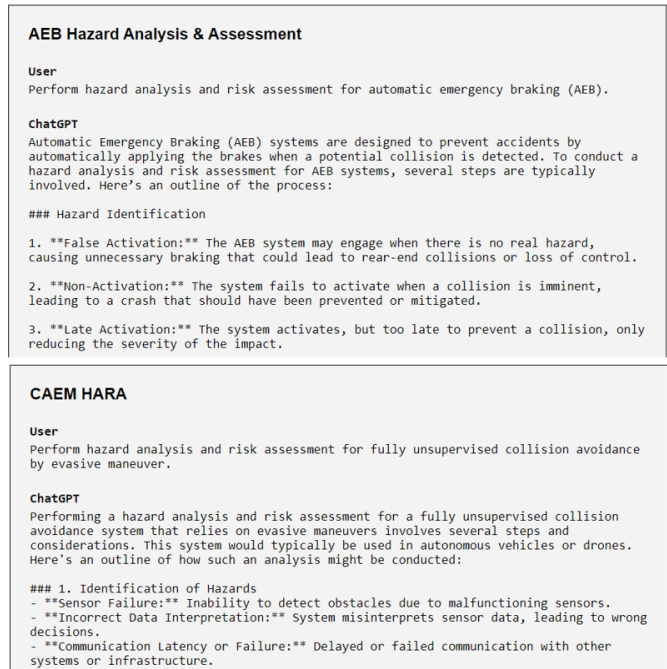 AEB Hazard Analysis & Assessment
User
Perform hazard analysis and risk assessment for automatic emergency braking (AEB).
ChatGPT
Automatic Emergency Braking (AEB) systems are designed to prevent accidents by
automatically applying the brakes when a potential collision is detected. To conduct a
hazard analysis and risk assessment for AEB systems, several steps are typically
involved. Here’s an outline of the process:
### Hazard Identification
1. **False Activation:** The AEB system may engage when there is no real hazard,
causing unnecessary braking that could lead to rear-end collisions or loss of control.
2. **Non-Activation:** The system fails to activate when a collision is imminent,
leading to a crash that should have been prevented or mitigated.
3. **Late Activation:** The system activates, but too late to prevent a collision, only
reducing the severity of the impact.
CAEM HARA
User
Perform hazard analysis and risk assessment for fully unsupervised collision avoidance
by evasive maneuver.
ChatGPT
Performing a hazard analysis and risk assessment for a fully unsupervised collision
avoidance system that relies on evasive maneuvers involves several steps and
considerations. This system would typically be used in autonomous vehicles or drones.
Here's an outline of how such an analysis might be conducted:
### 1. Identification of Hazards
- **Sensor Failure:** Inability to detect obstacles due to malfunctioning sensors.
- **Incorrect Data Interpretation:** System misinterprets sensor data, leading to wrong
decisions.
- **Communication Latency or Failure:** Delayed or failed communication with other
systems or infrastructure.